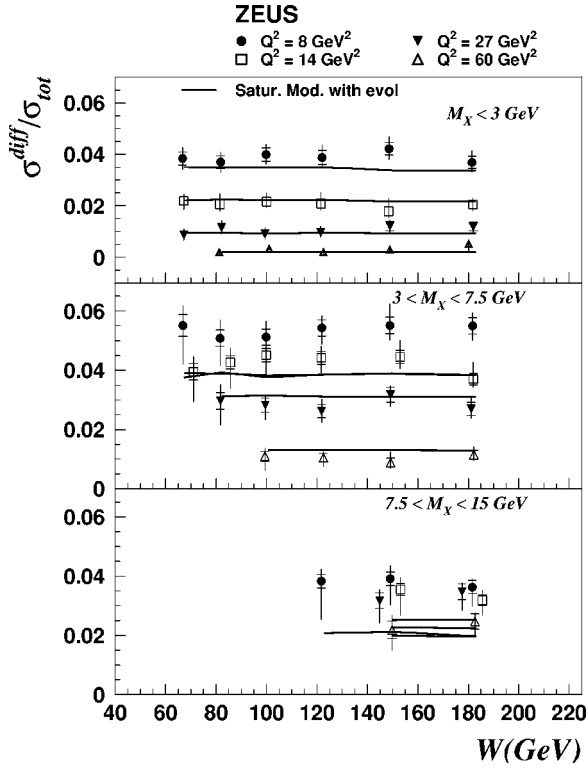 ZEUS
Q² = 8 GeV² Q² = 27 GeV²
Q² = 14 GeV² Q² = 60 GeV²
Satur. Mod. with evol
M_X < 3 GeV
σ^diff/σ_tot
0.06
0.04
0.02
0
3 < M_X < 7.5 GeV
0.06
0.04
0.02
0
7.5 < M_X < 15 GeV
0.06
0.04
0.02
0
40 60 80 100 120 140 160 180 200 220
W(GeV)